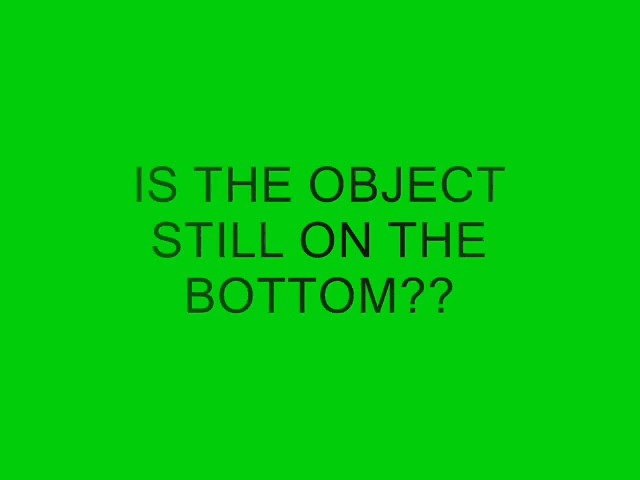 IS THE OBJECT
STILL ON THE
BOTTOM??